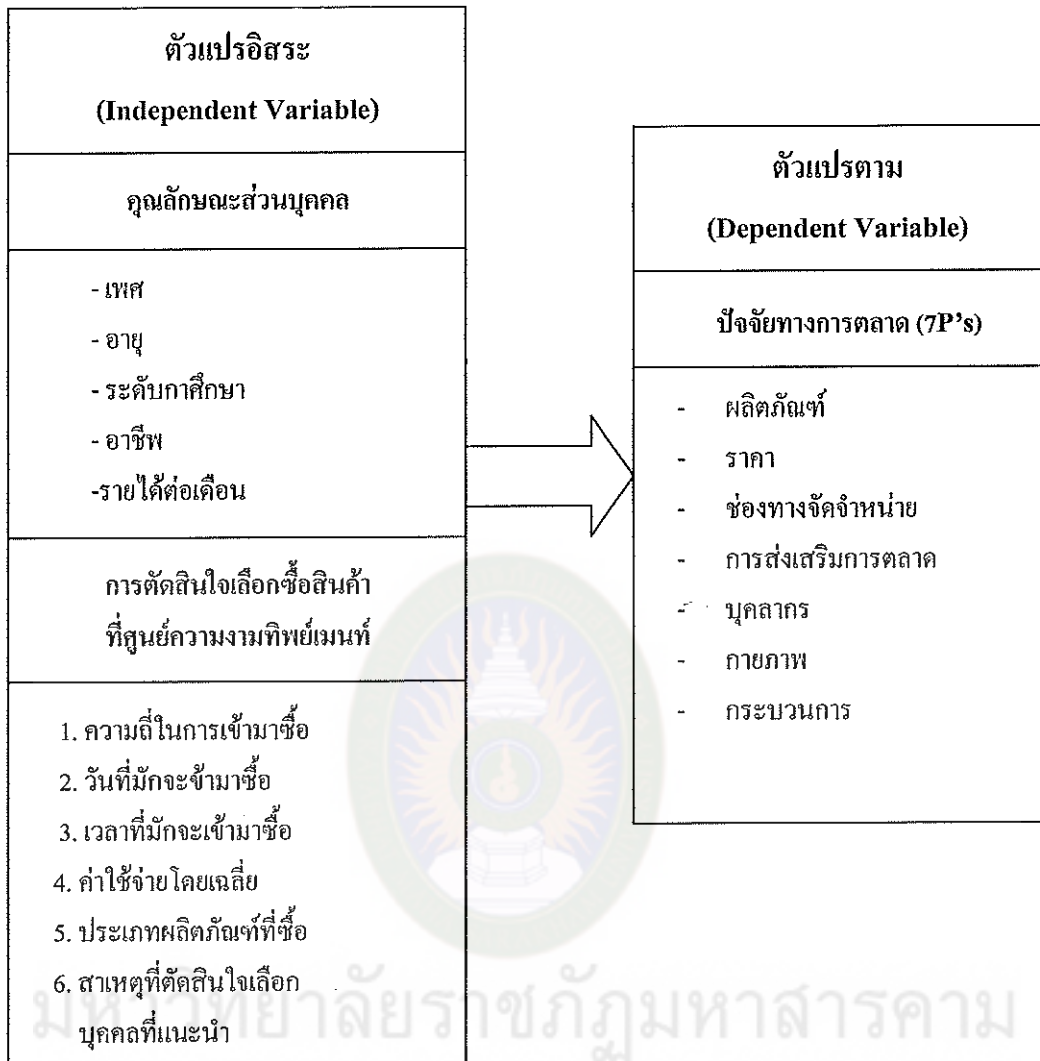 ตัวแปรอิสระ
(Independent Variable)
คุณลักษณะส่วนบุคคล
- เพศ
- อายุ
- ระดับกาศึกษา
- อาชีพ
-รายได้ต่อเดือน
การตัดสินใจเลือกซื้อสินค้า
ที่ศูนย์ความงามทิพย์เมนท์
1. ความถี่ในการเข้ามาซื้อ
2. วันที่มักจะข้ามาซื้อ
3. เวลาที่มักจะเข้ามาซื้อ
4. ค่าใช้จ่ายโดยเฉลี่ย
5. ประเภทผลิตภัณฑ์ที่ซื้อ
6. สาเหตุที่ตัดสินใจเลือก
บุคคลที่แนะนำ
ตัวแปรตาม
(Dependent Variable)
ปัจจัยทางการตลาด (7P’s)
- ผลิตภัณฑ์
- ราคา
- ช่องทางจัดจำหน่าย
- การส่งเสริมการตลาด
- บุคลากร
- กายภาพ
- กระบวนการ
มหาวิทยาลัยราชภัฏมหาสารคาม